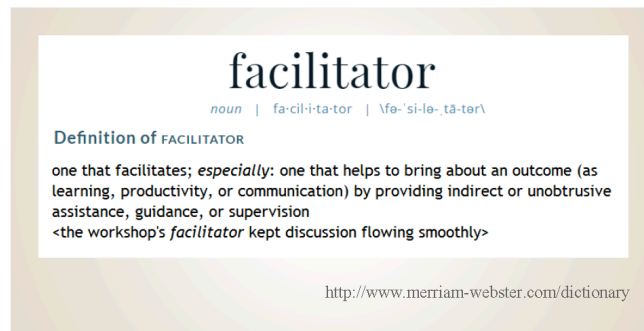 facilitator
noun | fa·cil·i·ta·tor | \fə-ˈsi-lə-ˌtā-tər\
Definition of FACILITATOR
one that facilitates; especially: one that helps to bring about an outcome (as
learning, productivity, or communication) by providing indirect or unobtrusive
assistance, guidance, or supervision
<the workshop's facilitator kept discussion flowing smoothly>
http://www.merriam-webster.com/dictionary